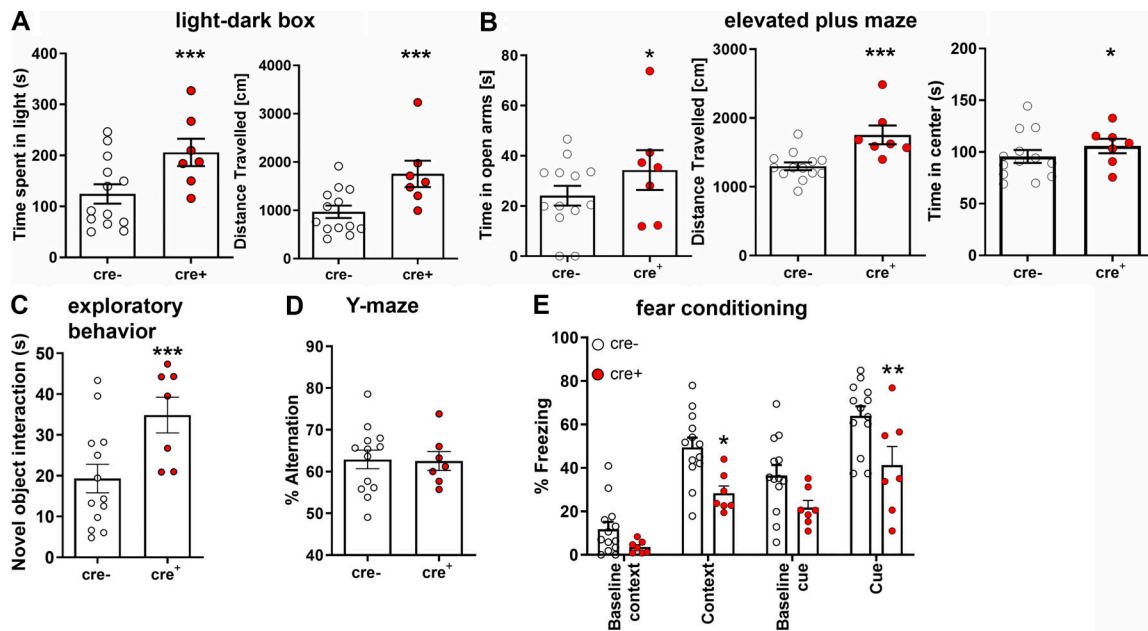 A light-dark box
Time spent in light (s)
400
300
200
100
0
***
cre-
cre+
Distance Travelled [cm]
4000
3000
2000
1000
0
***
cre-
cre+
B elevated plus maze
Time in open arms [s]
80
60
40
20
0
*
cre-
cre+
Distance Travelled [cm]
3000
2000
1000
0
***
cre-
cre+
Time in center (s)
200
150
100
50
0
*
cre-
cre+
C exploratory
behavior
Novel object interaction (s)
50
40
30
20
10
0
***
cre-
cre+
D Y-maze
% Alternation
90
80
70
60
50
40
cre-
cre+
E fear conditioning
% Freezing
100
80
60
40
20
0
cre-
cre+
*
**
Baseline
context
Context
Baseline
cue
Cue